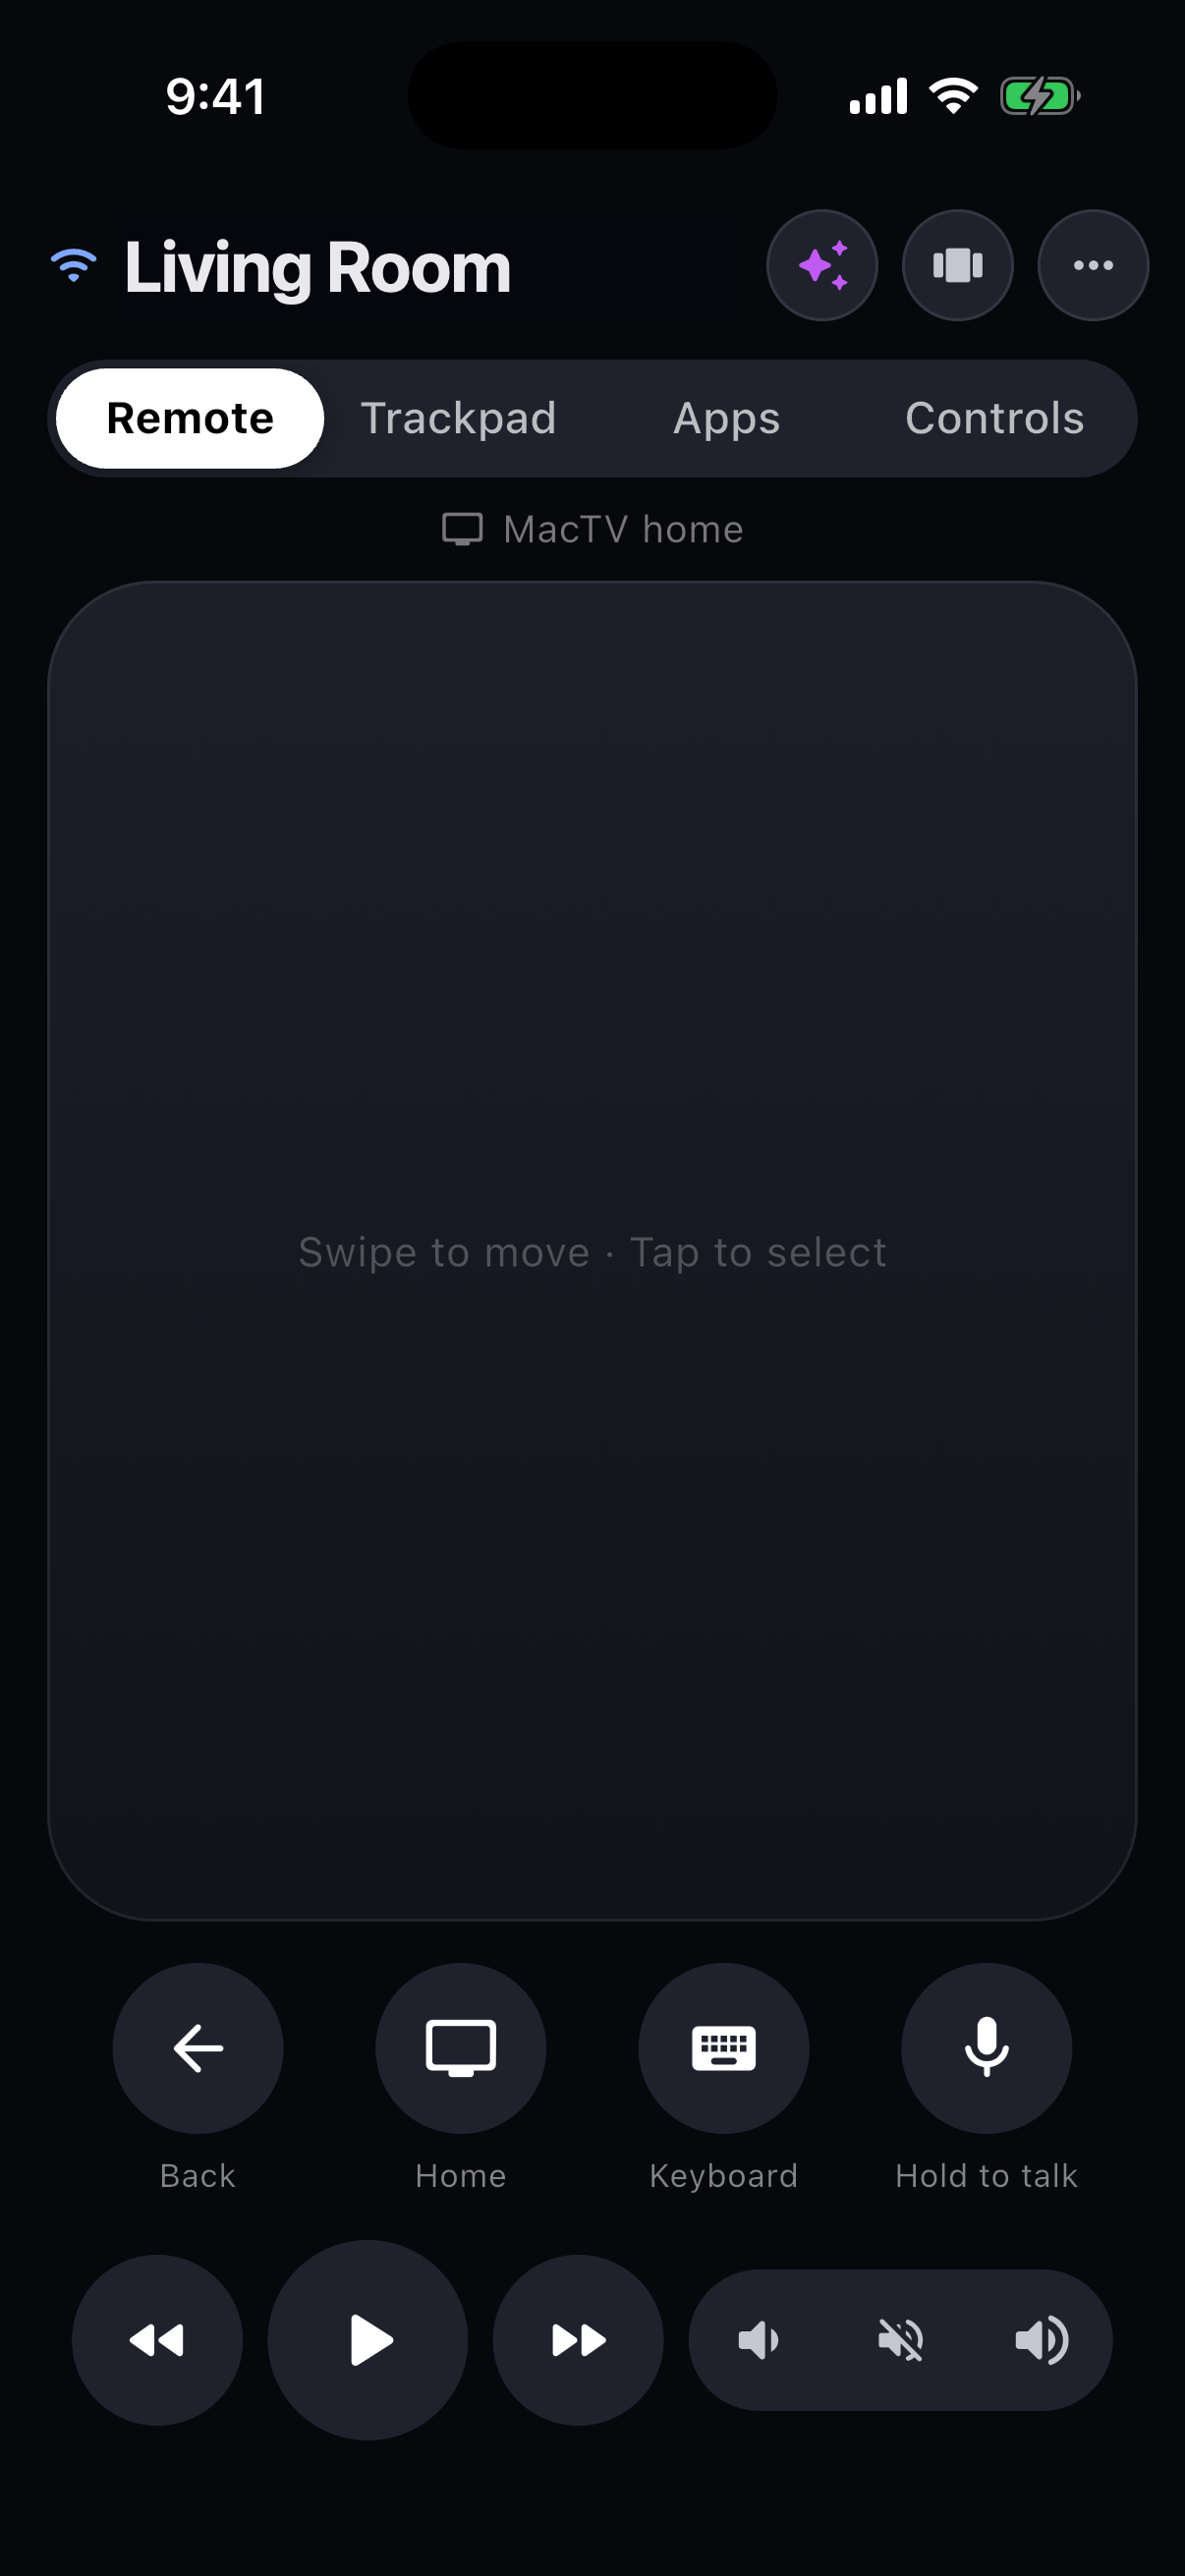 9:41
Living Room
Remote Trackpad Apps Controls
MacTV home
Swipe to move · Tap to select
Back Home Keyboard Hold to talk